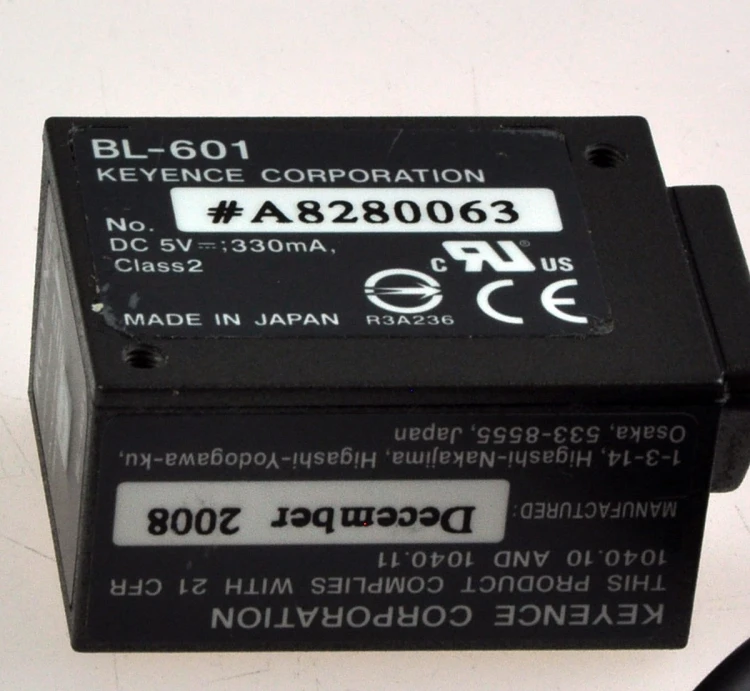 BL-601
KEYENCE CORPORATION
No. #A8280063
DC 5V⎓;330mA,
Class2
c RU US
MADE IN JAPAN R3A236 CE
KEYENCE CORPORATION
THIS PRODUCT COMPLIES WITH 21 CFR
1040.10 AND 1040.11
MANUFACTURED: December 2008
1-3-14, Higashi-Nakajima, Higashi-Yodogawa-ku,
Osaka, 533-8555, Japan